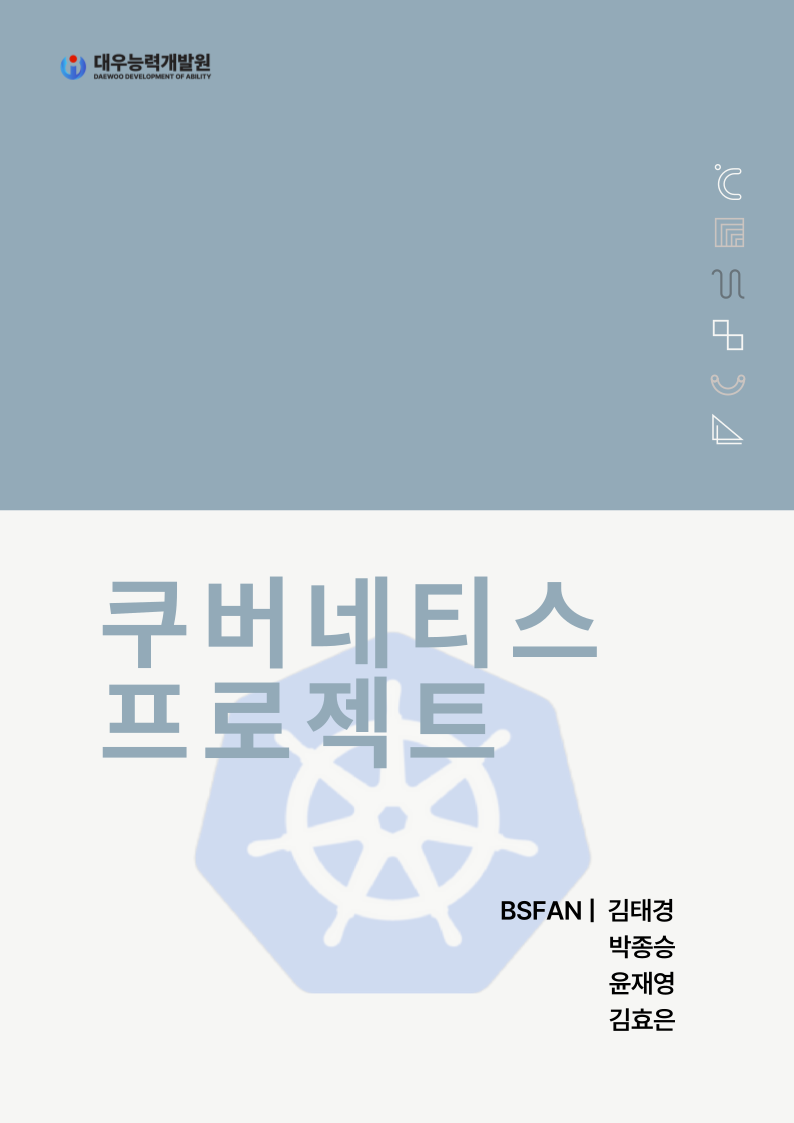 대우능력개발원
DAEWOO DEVELOPMENT OF ABILITY
쿠버네티스
프로젝트
BSFAN | 김태경
박종승
윤재영
김효은